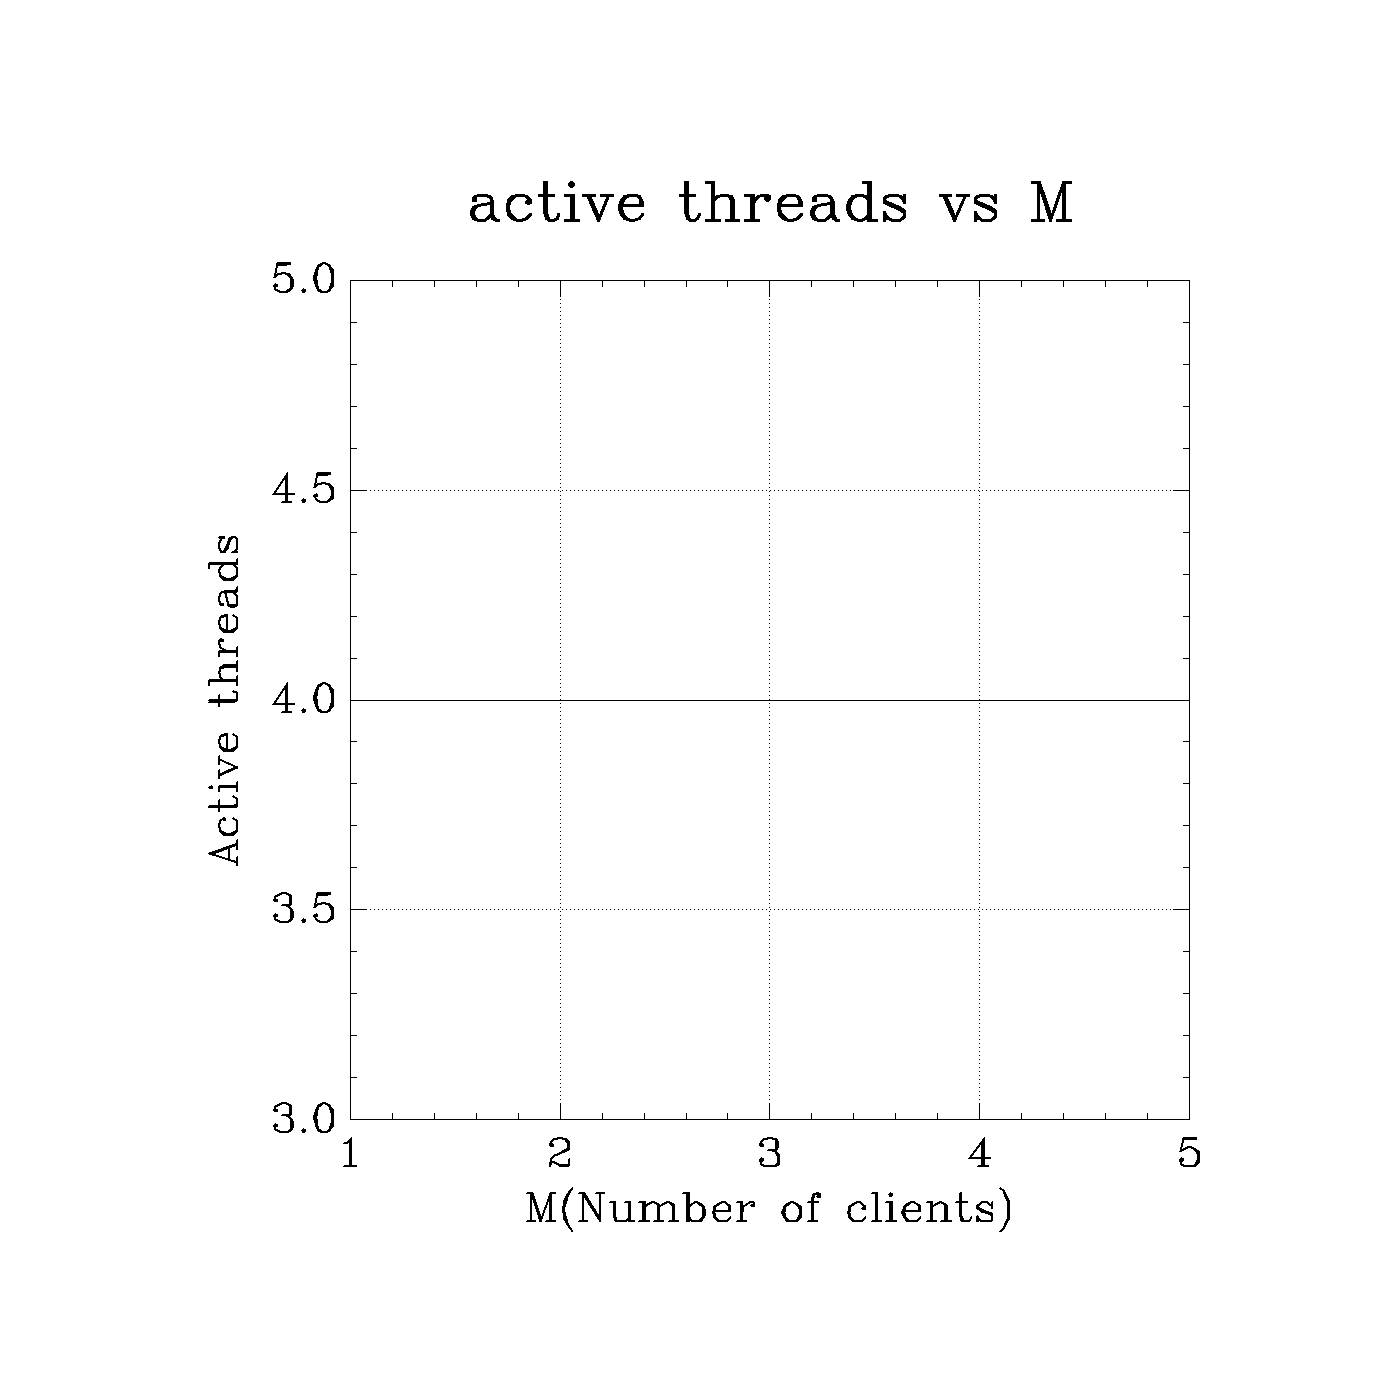 active threads vs M
5.0
4.5
4.0
3.5
3.0
Active threads
1 2 3 4 5
M(Number of clients)